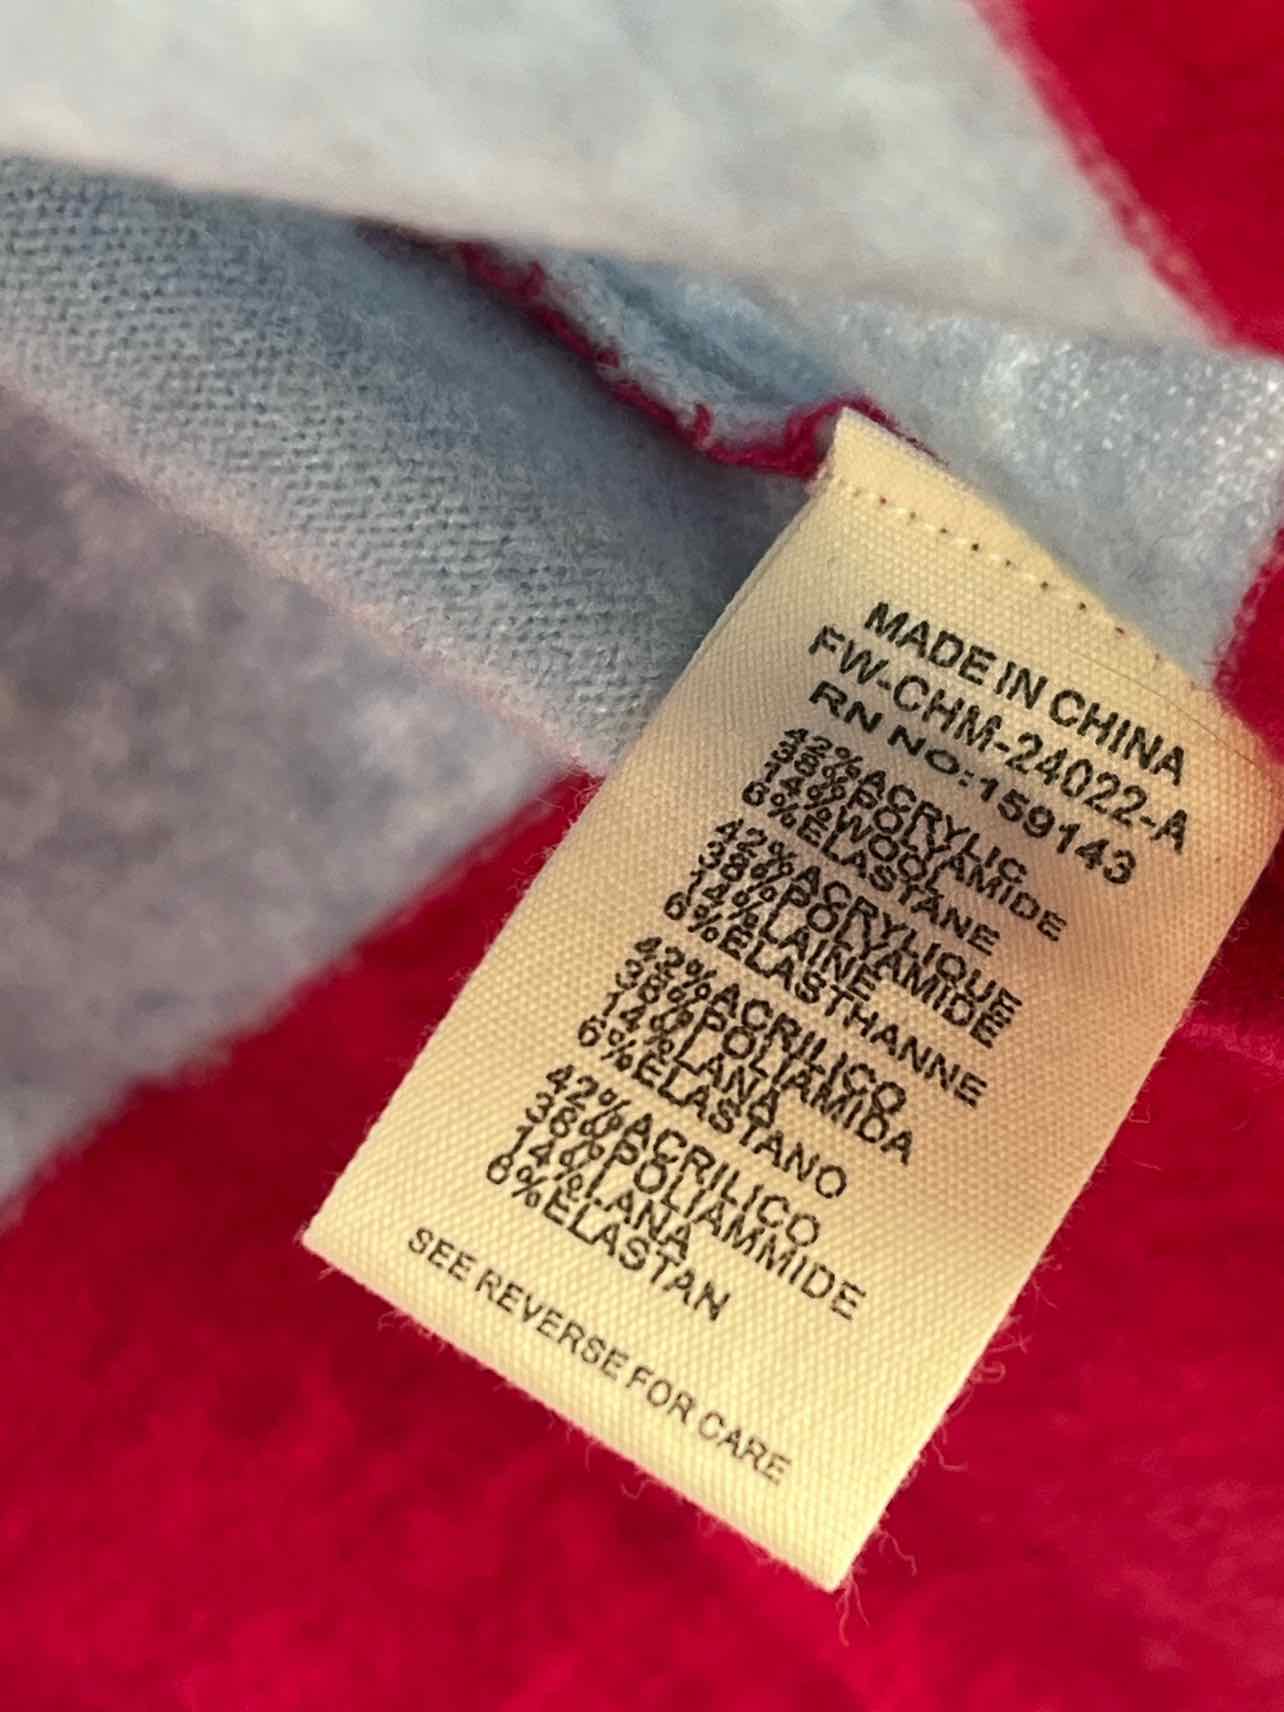 MADE IN CHINA
FW-CHM-24022-A
RN NO:159143
42%ACRYLIC
38%POLYAMIDE
14%WOOL
6%ELASTANE
42%ACRYLIQUE
38%POLYAMIDE
14%LAINE
6%ELASTHANNE
42%ACRILICO
38%POLIAMIDA
14%LANA
6%ELASTANO
42%ACRILICO
38%POLIAMMIDE
14%LANA
6%ELASTAN
SEE REVERSE FOR CARE